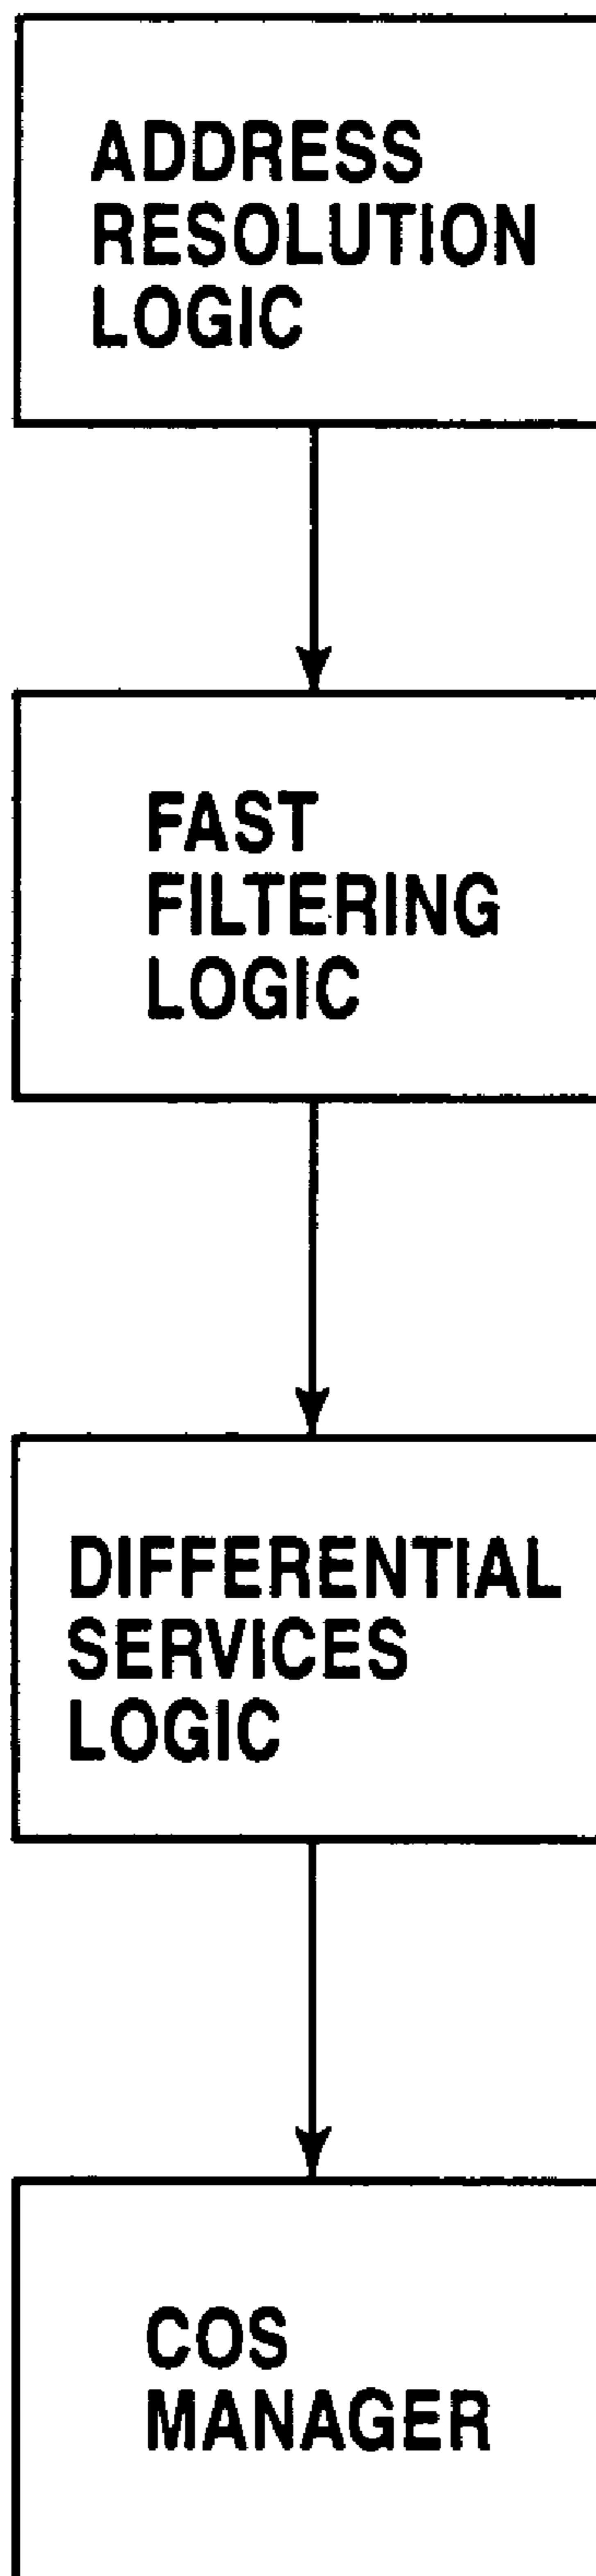 ADDRESS
RESOLUTION
LOGIC
FAST
FILTERING
LOGIC
DIFFERENTIAL
SERVICES
LOGIC
COS
MANAGER